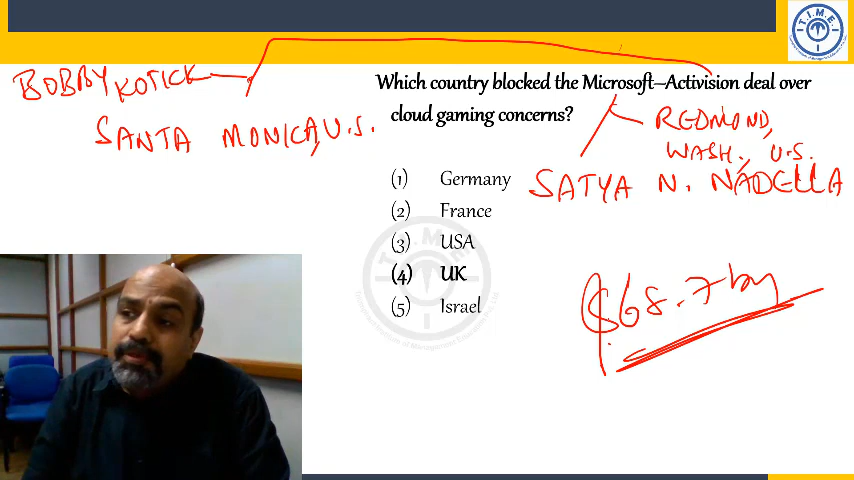 T.I.M.E.
BOBBY KOTICK
SANTA MONICA, U.S.
Which country blocked the Microsoft–Activision deal over
cloud gaming concerns?
REDMOND,
WASH., U.S.
SATYA N. NADELLA
(1) Germany
(2) France
(3) USA
(4) UK
(5) Israel
$68.7 bn